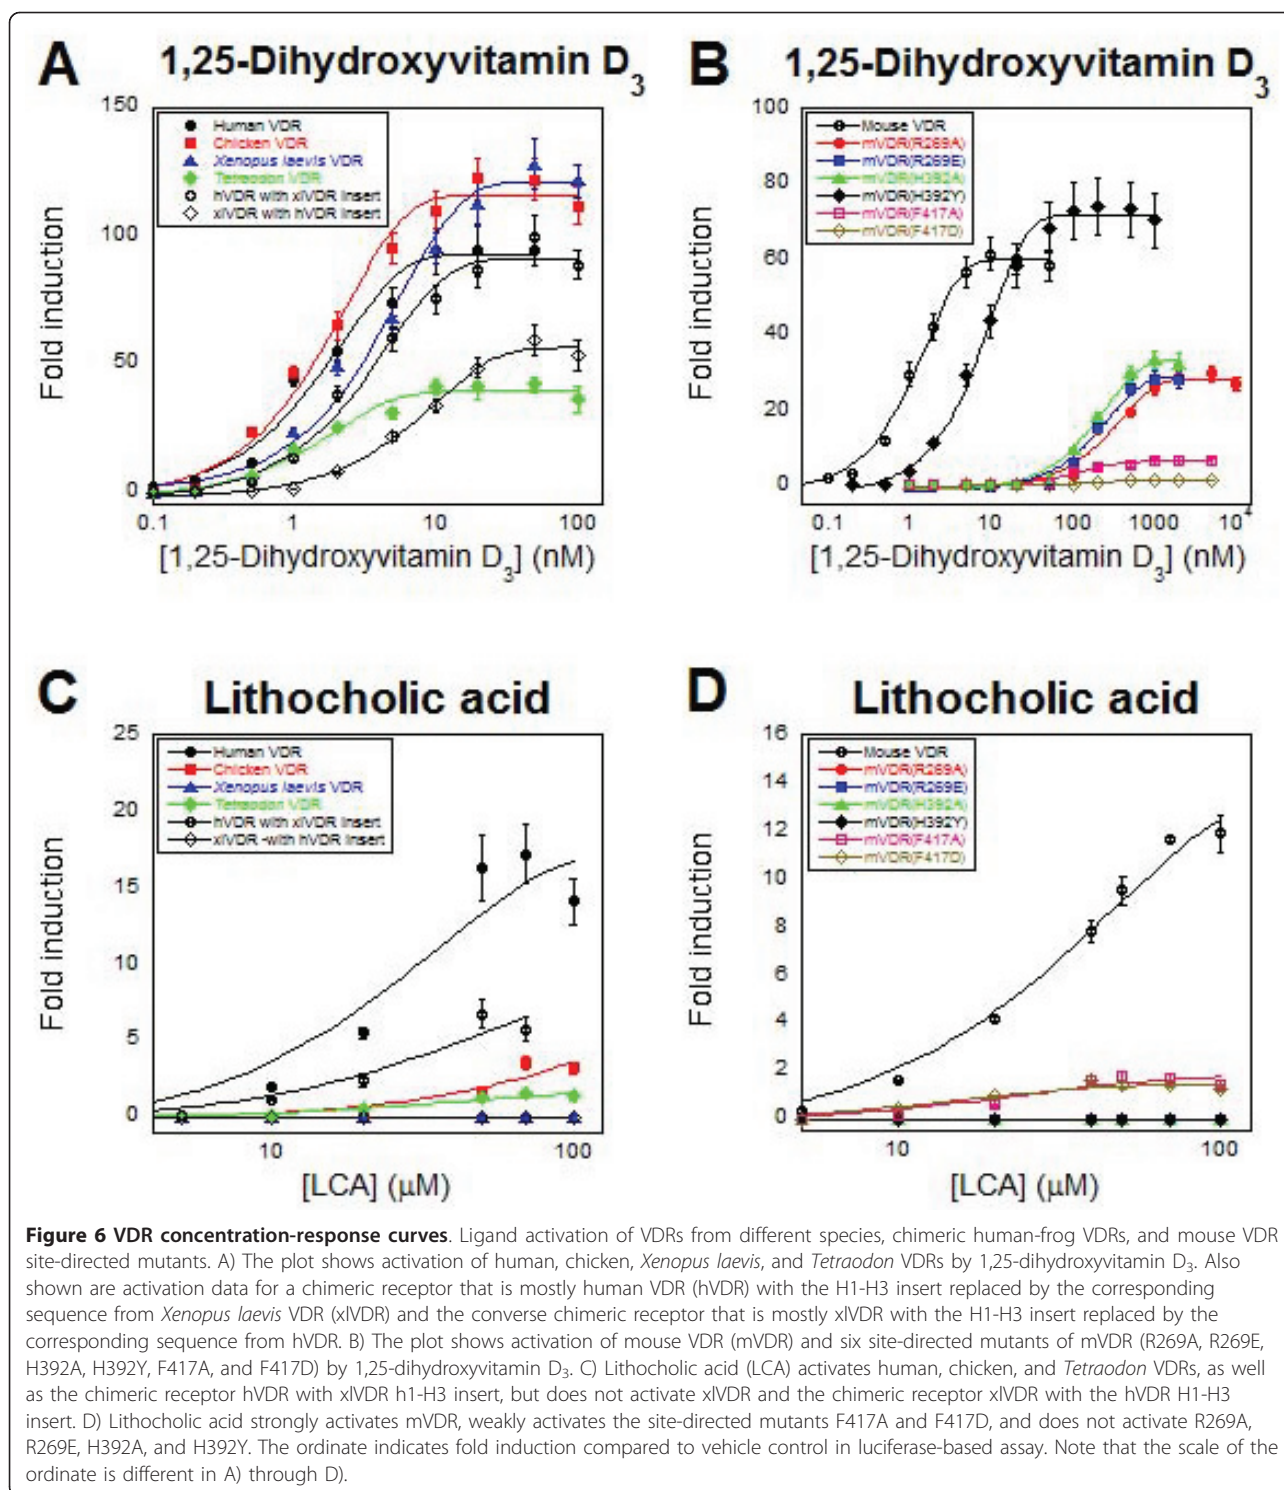 A
1,25-Dihydroxyvitamin D3
150
100
50
0
Fold induction
Human VDR
Chicken VDR
Xenopus laevis VDR
Tetraodon VDR
hVDR with xlVDR insert
xlVDR with hVDR insert
0.1 1 10 100
[1,25-Dihydroxyvitamin D3] (nM)
B
1,25-Dihydroxyvitamin D3
100
80
60
40
20
0
Fold induction
Mouse VDR
mVDR(R269A)
mVDR(R269E)
mVDR(H392A)
mVDR(H392Y)
mVDR(F417A)
mVDR(F417D)
0.1 1 10 100 1000 10^4
[1,25-Dihydroxyvitamin D3] (nM)
C
Lithocholic acid
25
20
15
10
5
0
Fold induction
Human VDR
Chicken VDR
Xenopus laevis VDR
Tetraodon VDR
hVDR with xlVDR insert
xlVDR -with hVDR insert
10 100
[LCA] (μM)
D
Lithocholic acid
16
14
12
10
8
6
4
2
0
Fold induction
Mouse VDR
mVDR(R269A)
mVDR(R269E)
mVDR(H392A)
mVDR(H392Y)
mVDR(F417A)
mVDR(F417D)
10 100
[LCA] (μM)
Figure 6 VDR concentration-response curves. Ligand activation of VDRs from different species, chimeric human-frog VDRs, and mouse VDR
site-directed mutants. A) The plot shows activation of human, chicken, Xenopus laevis, and Tetraodon VDRs by 1,25-dihydroxyvitamin D3. Also
shown are activation data for a chimeric receptor that is mostly human VDR (hVDR) with the H1-H3 insert replaced by the corresponding
sequence from Xenopus laevis VDR (xlVDR) and the converse chimeric receptor that is mostly xlVDR with the H1-H3 insert replaced by the
corresponding sequence from hVDR. B) The plot shows activation of mouse VDR (mVDR) and six site-directed mutants of mVDR (R269A, R269E,
H392A, H392Y, F417A, and F417D) by 1,25-dihydroxyvitamin D3. C) Lithocholic acid (LCA) activates human, chicken, and Tetraodon VDRs, as well
as the chimeric receptor hVDR with xlVDR h1-H3 insert, but does not activate xlVDR and the chimeric receptor xlVDR with the hVDR H1-H3
insert. D) Lithocholic acid strongly activates mVDR, weakly activates the site-directed mutants F417A and F417D, and does not activate R269A,
R269E, H392A, and H392Y. The ordinate indicates fold induction compared to vehicle control in luciferase-based assay. Note that the scale of the
ordinate is different in A) through D).